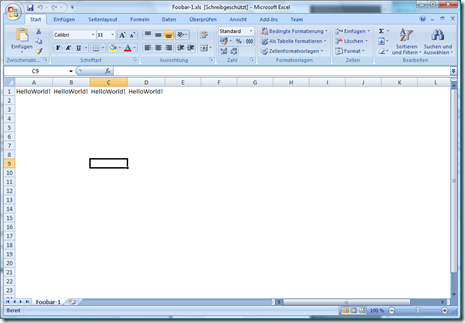 Foobar-1.xls [Schreibgeschützt] - Microsoft Excel
Start Einfügen Seitenlayout Formeln Daten Überprüfen Ansicht Add-Ins Team
Einfügen
Calibri 11
Standard
Bedingte Formatierung
Als Tabelle formatieren
Zellenformatvorlagen
Einfügen
Löschen
Format
Sortieren und Filtern
Suchen und Auswählen
Zwischenabl... Schriftart Ausrichtung Zahl Formatvorlagen Zellen Bearbeiten
C9 fx
A B C D E F G H I J K L
1 HelloWorld! HelloWorld! HelloWorld! HelloWorld!
2
3
4
5
6
7
8
9
10
11
12
13
14
15
16
17
18
19
20
21
22
23
Foobar-1
Bereit 100 %